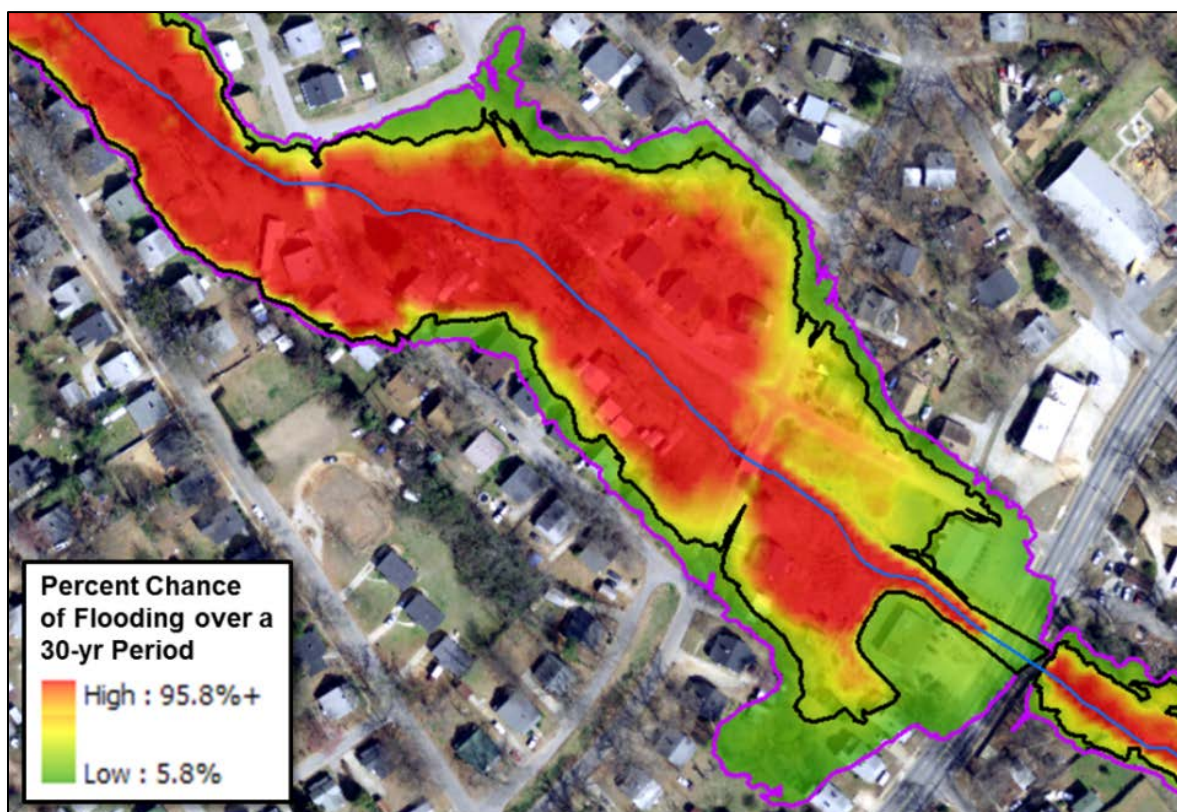 Percent Chance
of Flooding over a
30-yr Period
High : 95.8%+
Low : 5.8%